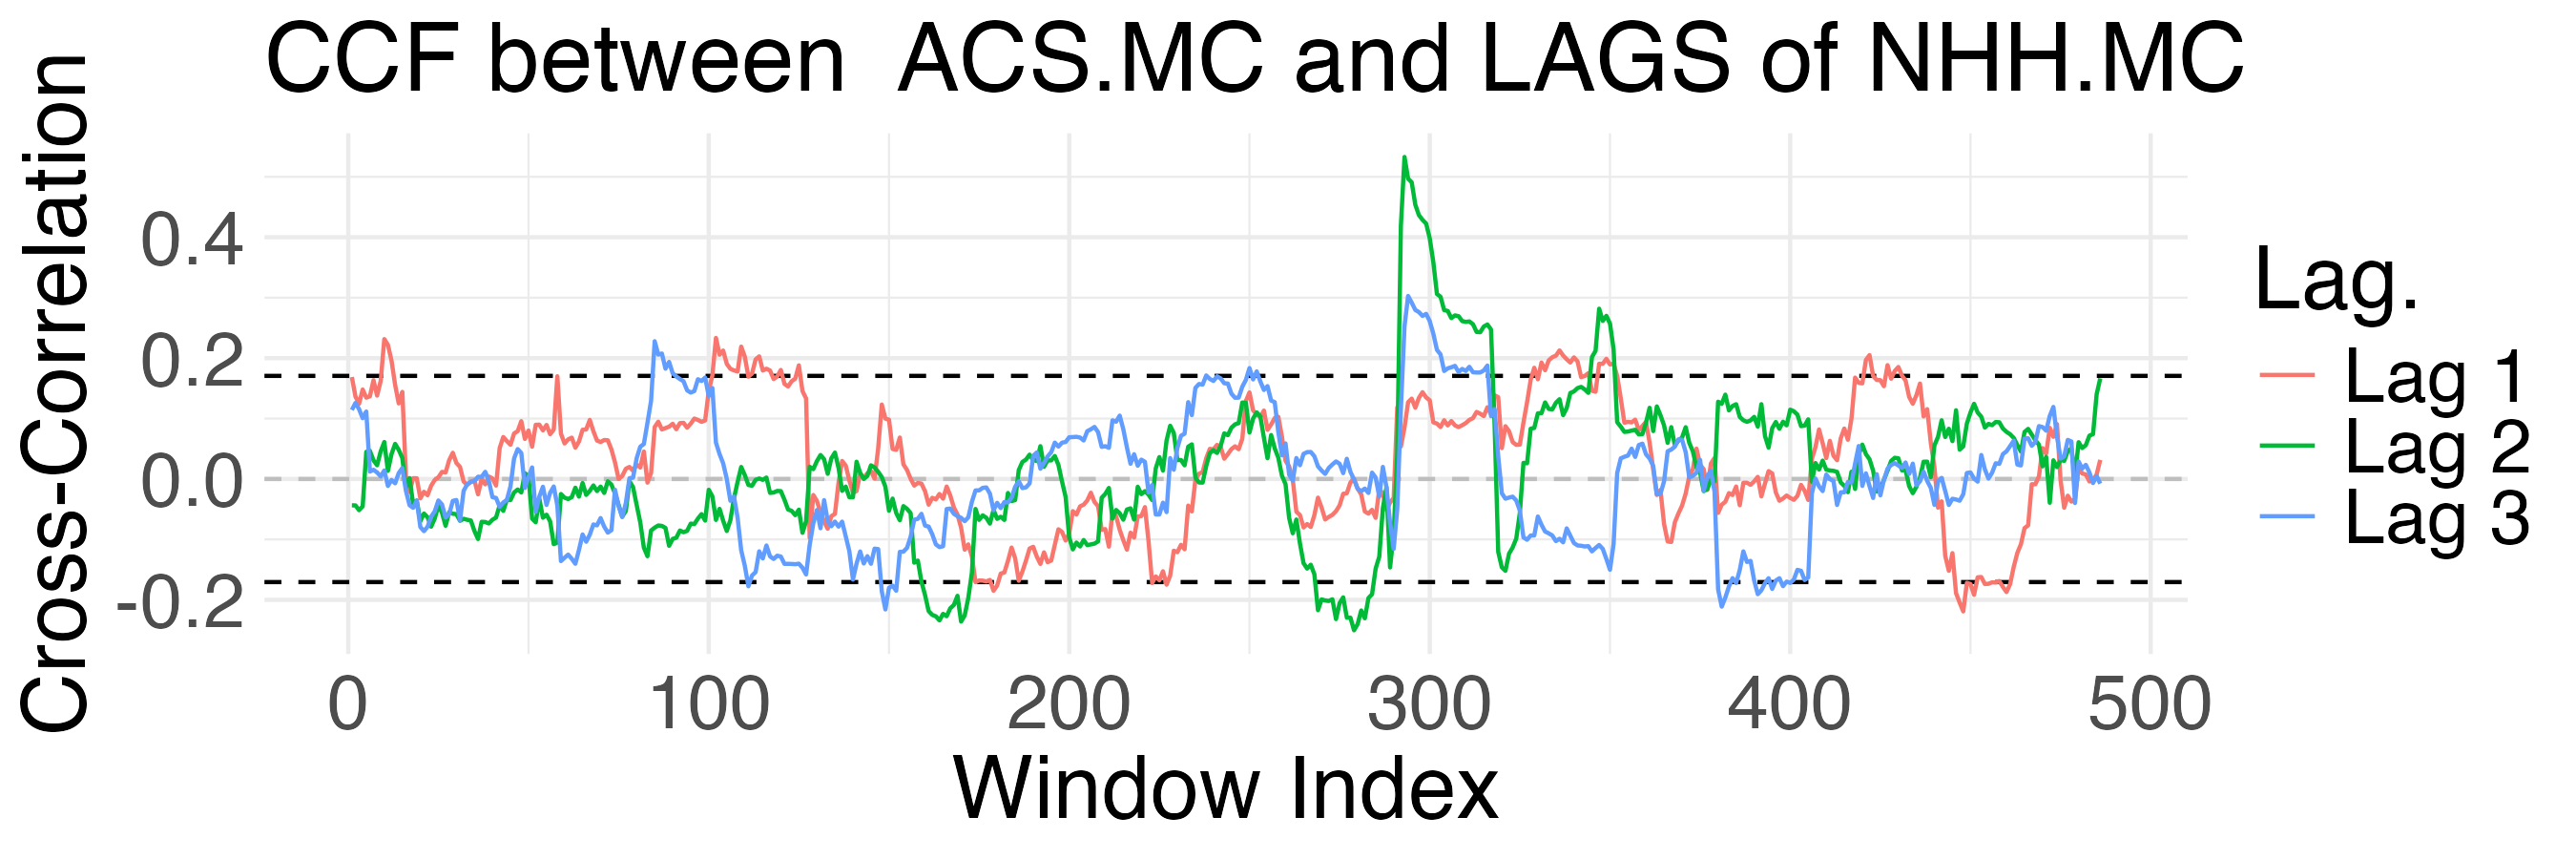 CCF between  ACS.MC and LAGS of NHH.MC
Cross-Correlation
0.4
0.2
0.0
-0.2
0 100 200 300 400 500
Window Index
Lag.
Lag 1
Lag 2
Lag 3